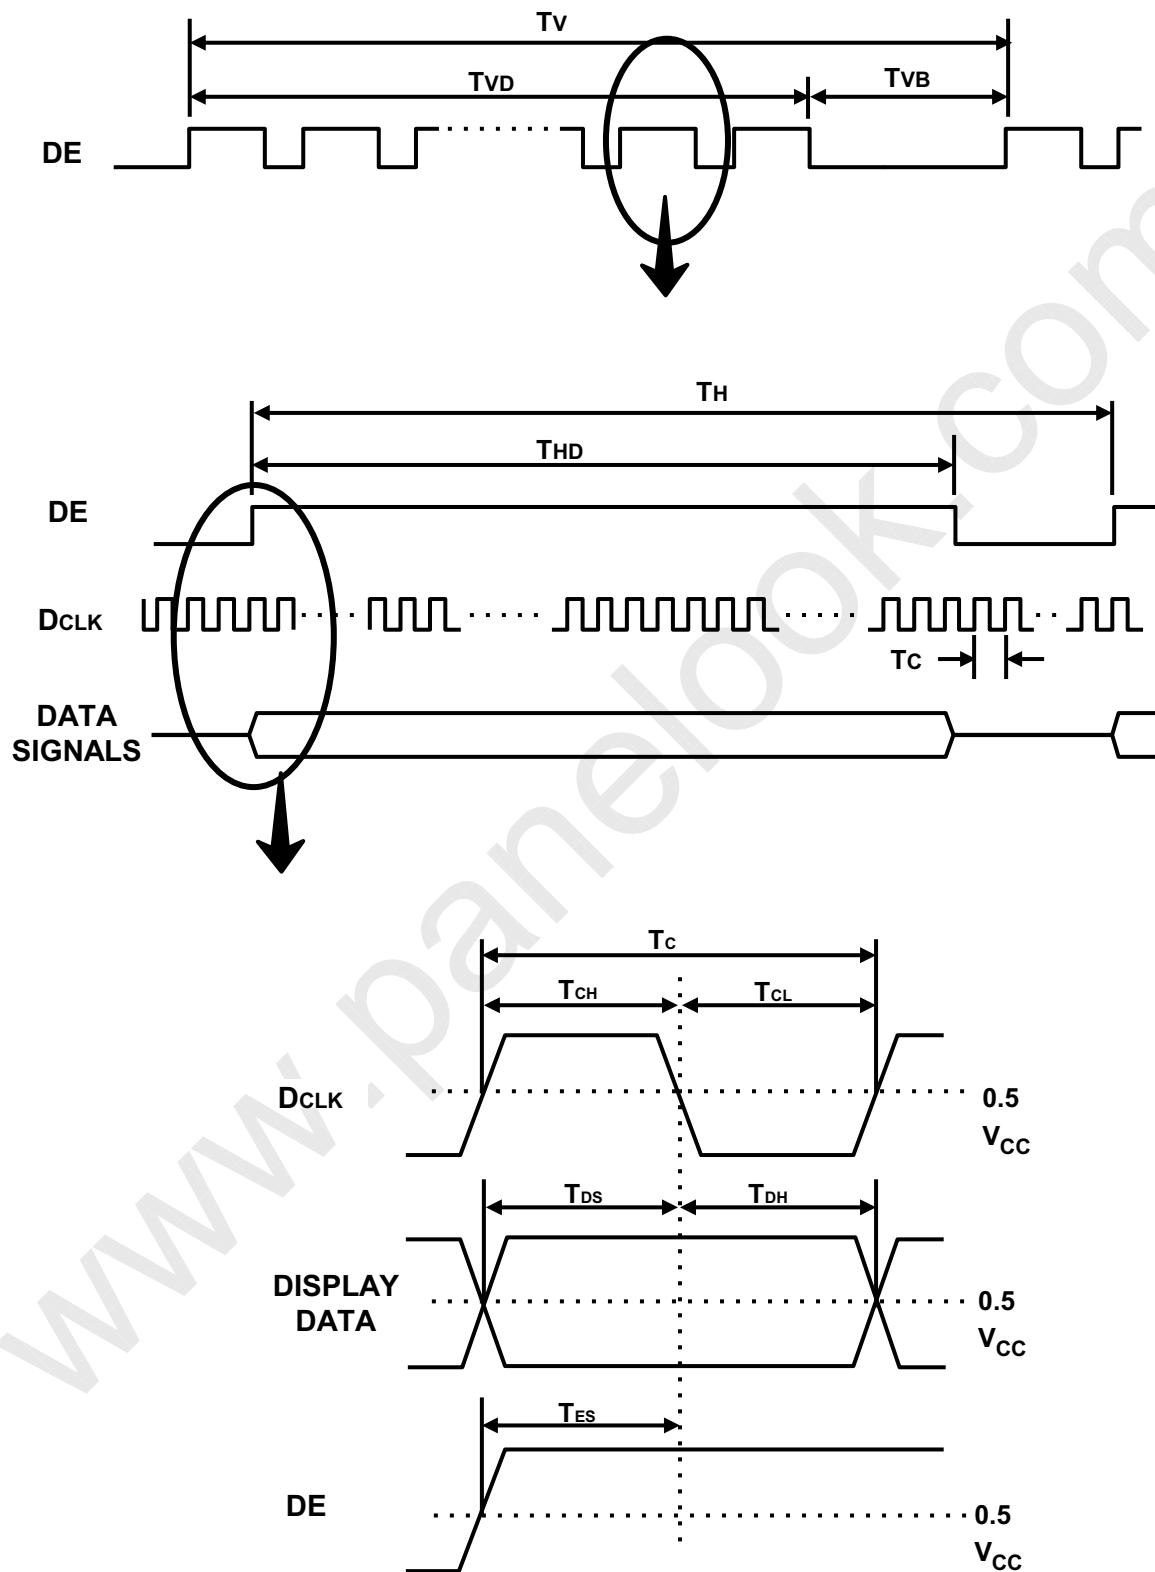 TV
TVD
TVB
DE
TH
THD
DE
DCLK
TC
DATA
SIGNALS
TC
TCH
TCL
DCLK
0.5
VCC
TDS
TDH
DISPLAY
DATA
0.5
VCC
TES
DE
0.5
VCC
www.panelook.com